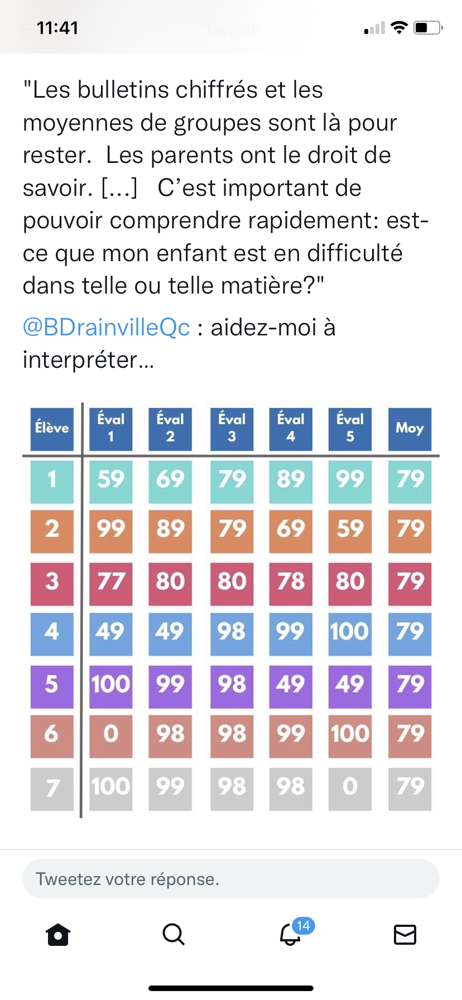 11:41
"Les bulletins chiffrés et les
moyennes de groupes sont là pour
rester.  Les parents ont le droit de
savoir. [...]   C’est important de
pouvoir comprendre rapidement: est-
ce que mon enfant est en difficulté
dans telle ou telle matière?"
@BDrainvilleQc : aidez-moi à
interpréter...
Élève Éval 1 Éval 2 Éval 3 Éval 4 Éval 5 Moy
1 59 69 79 89 99 79
2 99 89 79 69 59 79
3 77 80 80 78 80 79
4 49 49 98 99 100 79
5 100 99 98 49 49 79
6 0 98 98 99 100 79
7 100 99 98 98 0 79
Tweetez votre réponse.
14